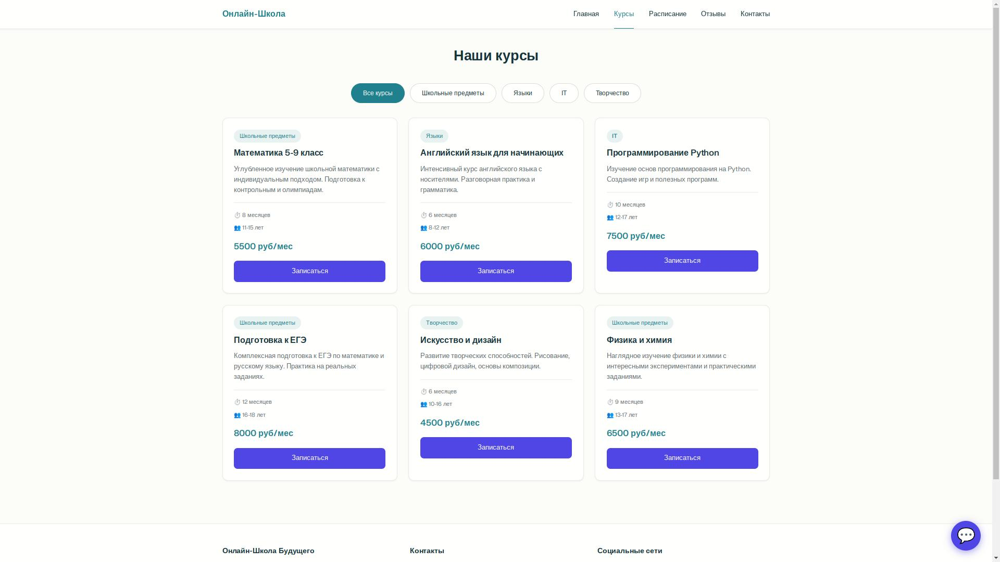 Онлайн-Школа
Главная
Курсы
Расписание
Отзывы
Контакты
Наши курсы
Все курсы
Школьные предметы
Языки
IT
Творчество
Школьные предметы
Математика 5-9 класс
Углубленное изучение школьной математики с
индивидуальным подходом. Подготовка к
контрольным и олимпиадам.
8 месяцев
11-15 лет
5500 руб/мес
Записаться
Языки
Английский язык для начинающих
Интенсивный курс английского языка с
носителями. Разговорная практика и
грамматика.
6 месяцев
8-12 лет
6000 руб/мес
Записаться
IT
Программирование Python
Изучение основ программирования на Python.
Создание игр и полезных программ.
10 месяцев
12-17 лет
7500 руб/мес
Записаться
Школьные предметы
Подготовка к ЕГЭ
Комплексная подготовка к ЕГЭ по математике и
русскому языку. Практика на реальных
заданиях.
12 месяцев
16-18 лет
8000 руб/мес
Записаться
Творчество
Искусство и дизайн
Развитие творческих способностей. Рисование,
цифровой дизайн, основы композиции.
6 месяцев
10-16 лет
4500 руб/мес
Записаться
Школьные предметы
Физика и химия
Наглядное изучение физики и химии с
интересными экспериментами и практическими
заданиями.
9 месяцев
13-17 лет
6500 руб/мес
Записаться
Онлайн-Школа Будущего
Контакты
Социальные сети